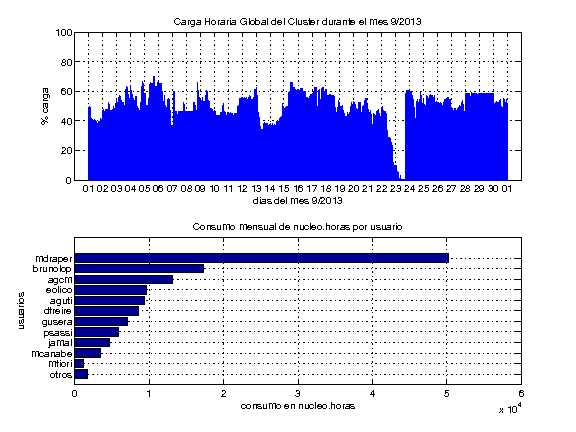 Carga Horaria Global del Cluster durante el mes 9/2013
100
80
60
40
20
0
% carga
01 02 03 04 05 06 07 08 09 10 11 12 13 14 15 16 17 18 19 20 21 22 23 24 25 26 27 28 29 30 01
dias del mes 9/2013
Consumo mensual de nucleo.horas por usuario
usuarios
mdraper
brunolop
agcm
eolico
aguti
dfreire
gusera
psassi
jamal
mcanabe
mfiori
otros
0 1 2 3 4 5 6
consumo en nucleo.horas
x 10^4